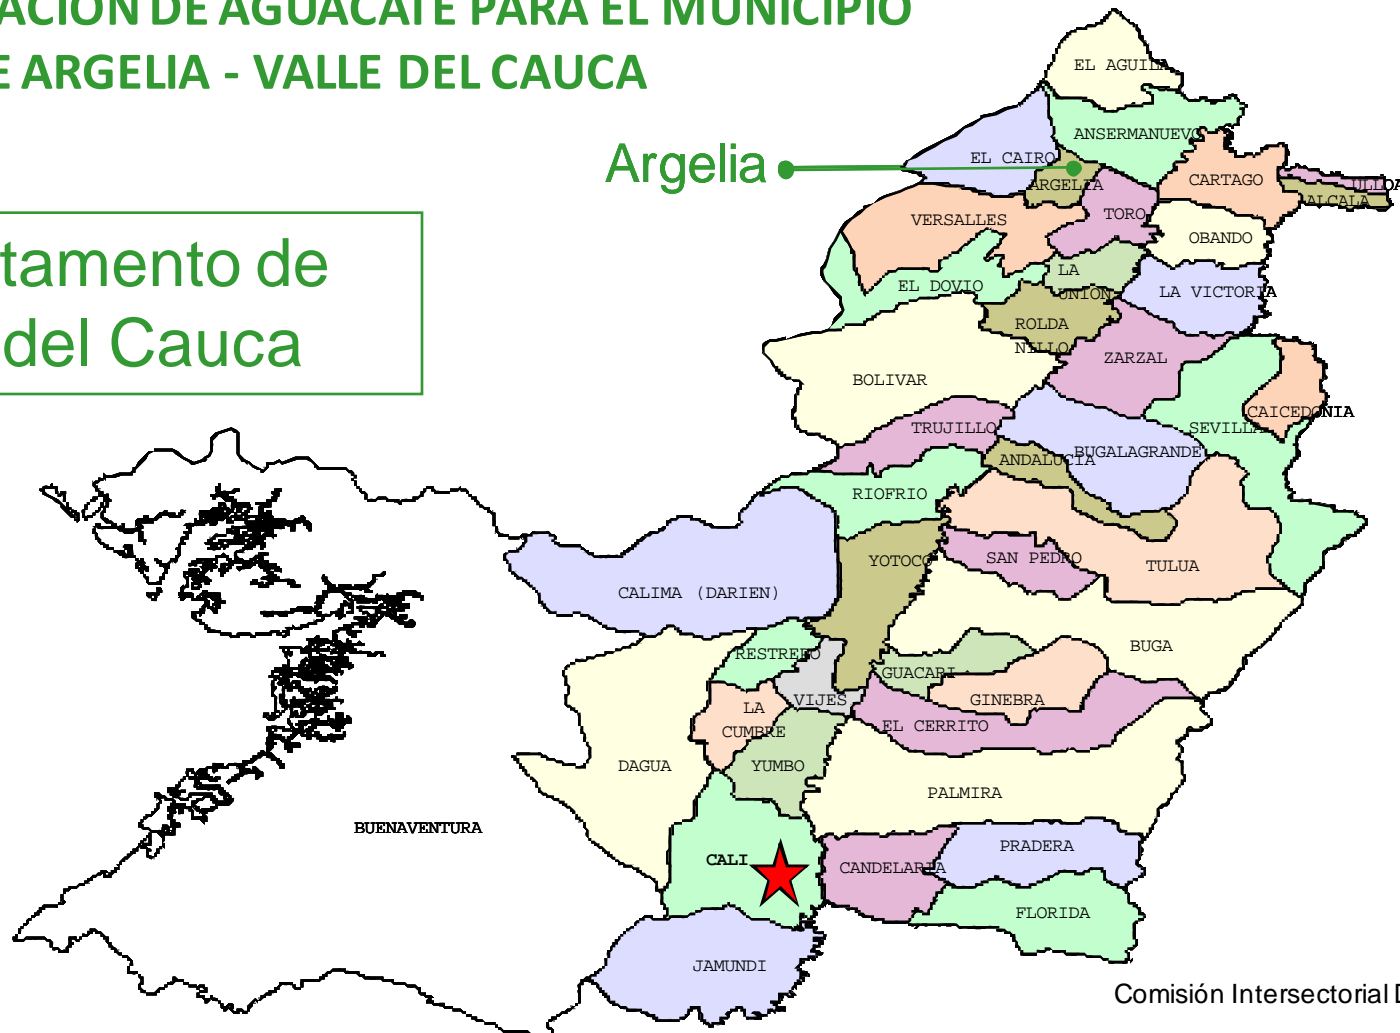 ACION DE AGUACATE PARA EL MUNICIPIO
E ARGELIA - VALLE DEL CAUCA
Argelia
tamento de
del Cauca
EL AGUILA
ANSERMANUEVO
EL CAIRO
ARGELIA
CARTAGO
ULLOA
ALCALA
VERSALLES
TORO
OBANDO
EL DOVIO
LA
UNION
LA VICTORIA
ROLDA
NILLO
ZARZAL
BOLIVAR
CAICEDONIA
TRUJILLO
SEVILLA
BUGALAGRANDE
ANDALUCIA
RIOFRIO
YOTOCO
SAN PEDRO
TULUA
CALIMA (DARIEN)
RESTREPO
BUGA
GUACARI
VIJES
GINEBRA
LA
CUMBRE
EL CERRITO
DAGUA
YUMBO
PALMIRA
BUENAVENTURA
PRADERA
CALI
CANDELARIA
FLORIDA
JAMUNDI
Comisión Intersectorial D